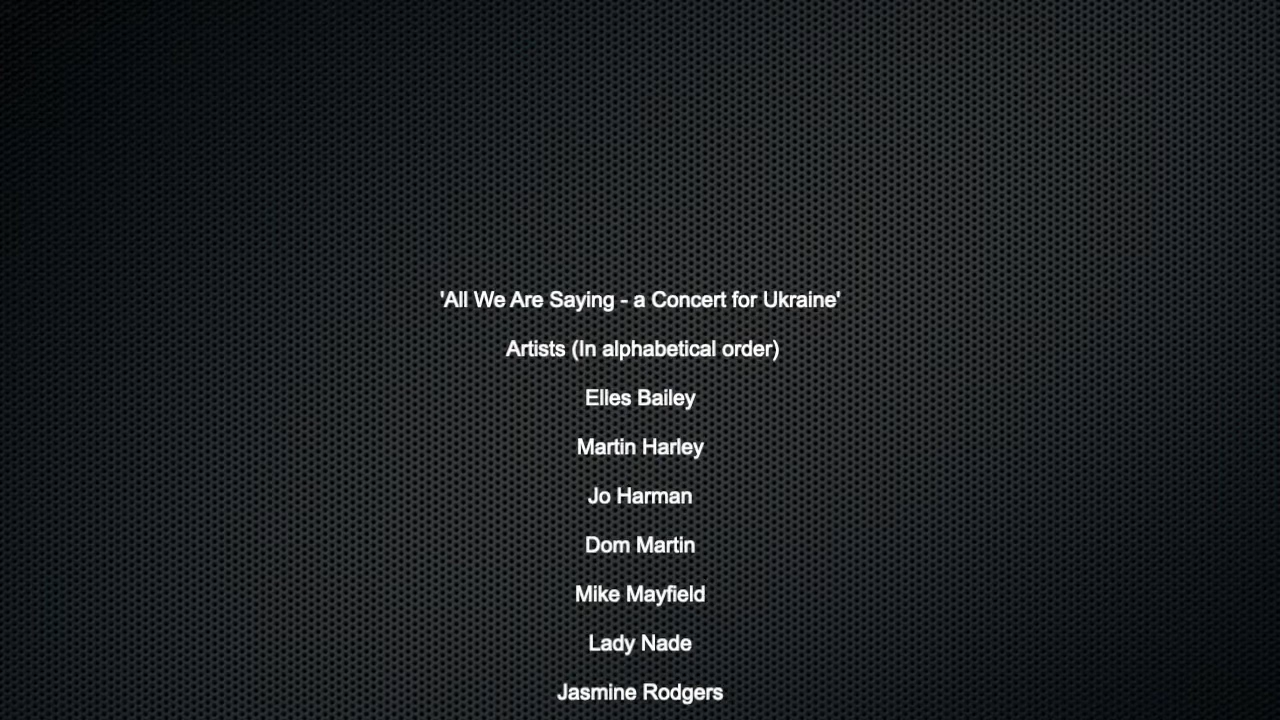 'All We Are Saying - a Concert for Ukraine'
Artists (In alphabetical order)
Elles Bailey
Martin Harley
Jo Harman
Dom Martin
Mike Mayfield
Lady Nade
Jasmine Rodgers